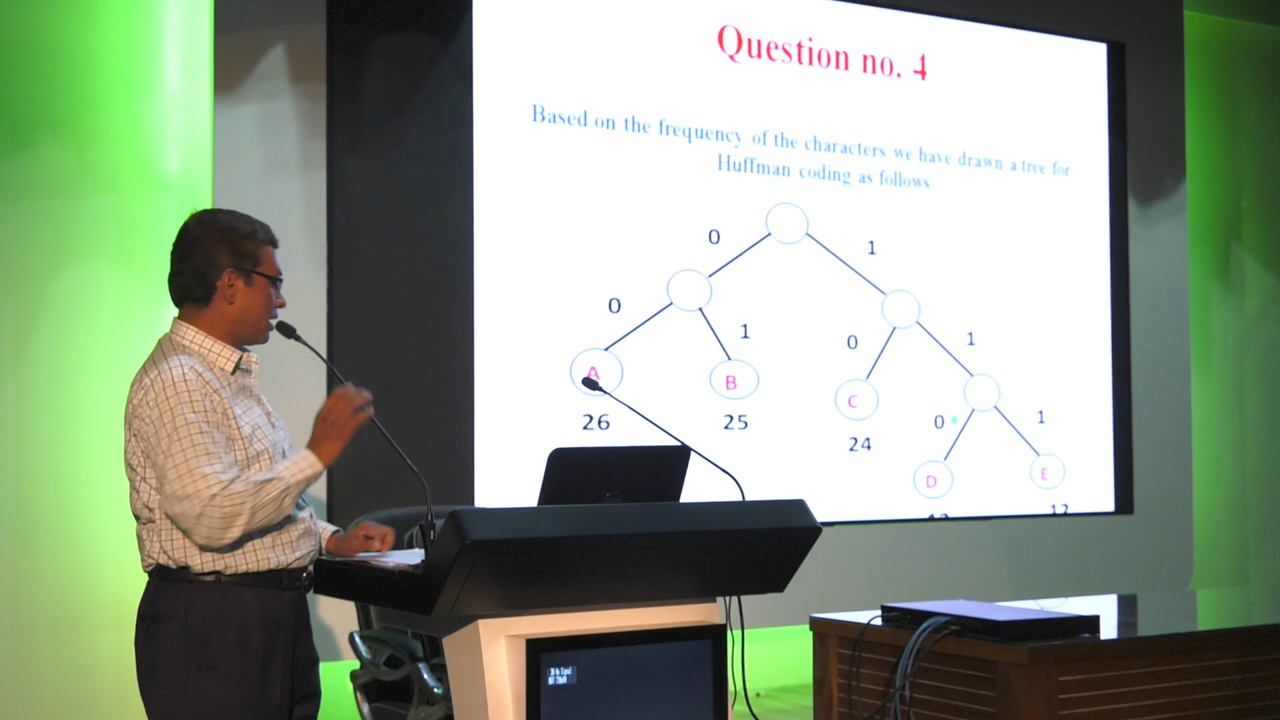 Question no. 4
Based on the frequency of the characters we have drawn a tree for
Huffman coding as follows
0 1
0 1 0 1
A B C 0 1
26 25 24
D E
12